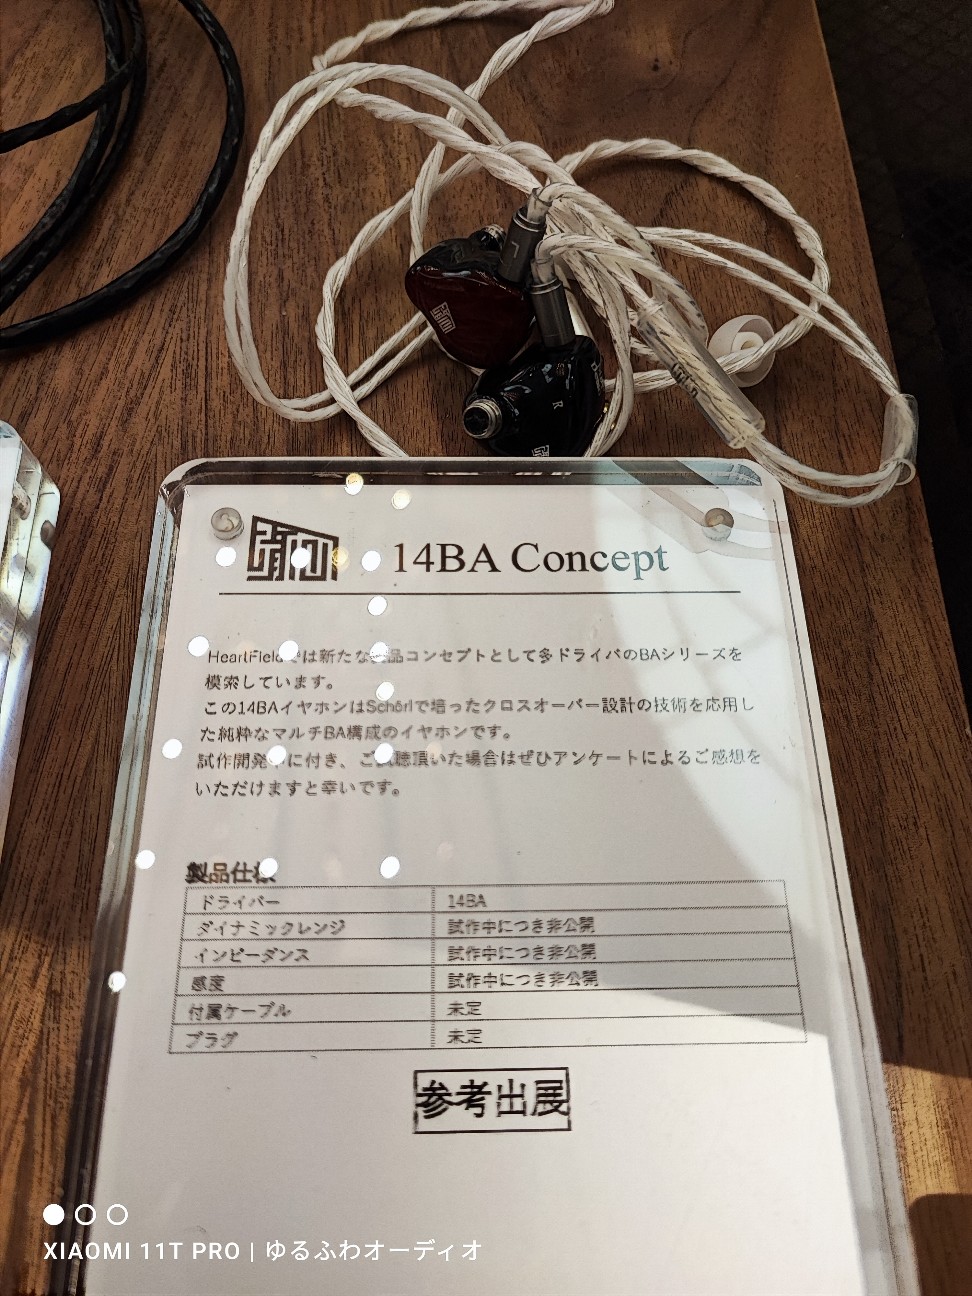 L
R
14BA Concept
HeartFieldでは新たな製品コンセプトとして多ドライバのBAシリーズを
模索しています。
この14BAイヤホンはSchörlで培ったクロスオーバー設計の技術を応用し
た純粋なマルチBA構成のイヤホンです。
試作開発に付き、ご試聴頂いた場合はぜひアンケートによるご感想を
いただけますと幸いです。
製品仕様
ドライバー 14BA
ダイナミックレンジ 試作中につき非公開
インピーダンス 試作中につき非公開
感度 試作中につき非公開
付属ケーブル 未定
プラグ 未定
参考出展
XIAOMI 11T PRO | ゆるふわオーディオ